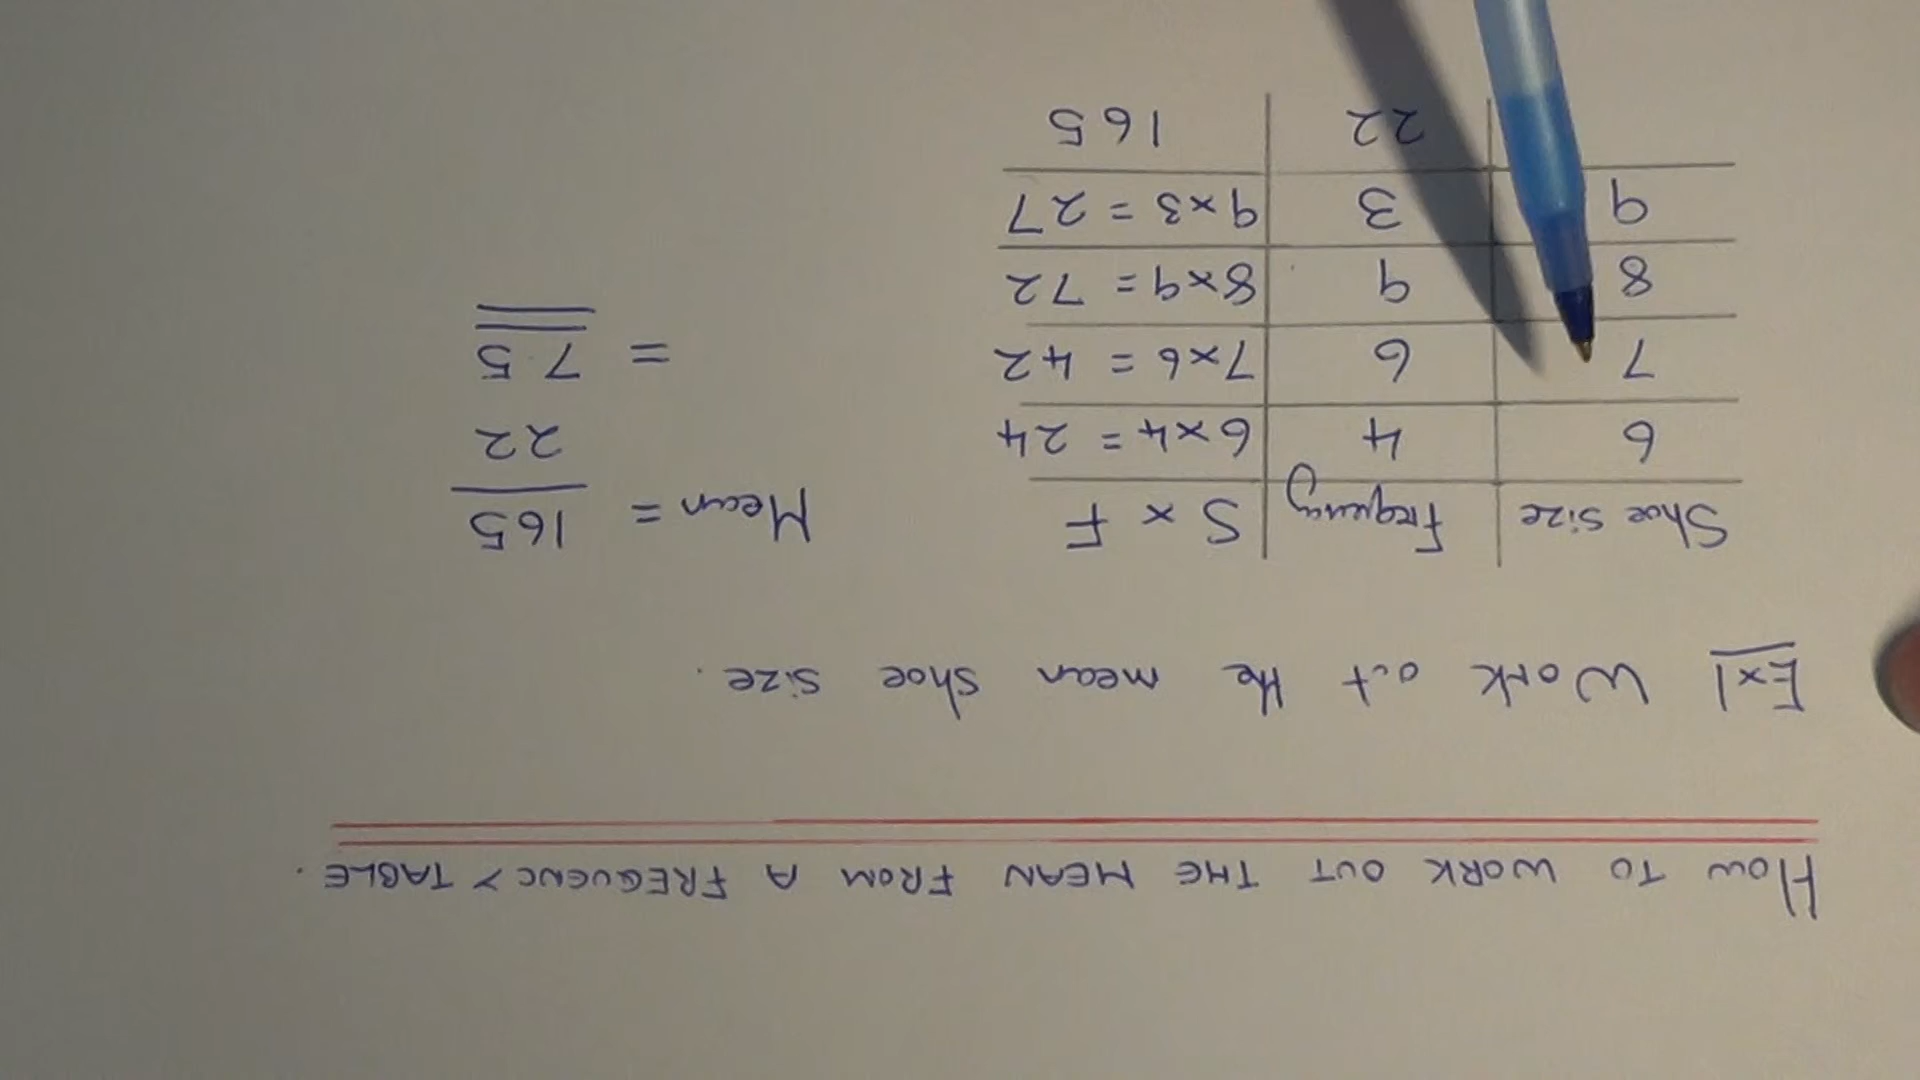 HOW TO WORK OUT THE MEAN FROM A FREQUENCY TABLE.
Ex1 Work out the mean shoe size.
Shoe size Frequency S × F
6 4 6×4 = 24
7 6 7×6 = 42
8 9 8×9 = 72
9 3 9×3 = 27
22 165
Mean = 165
22
= 7.5